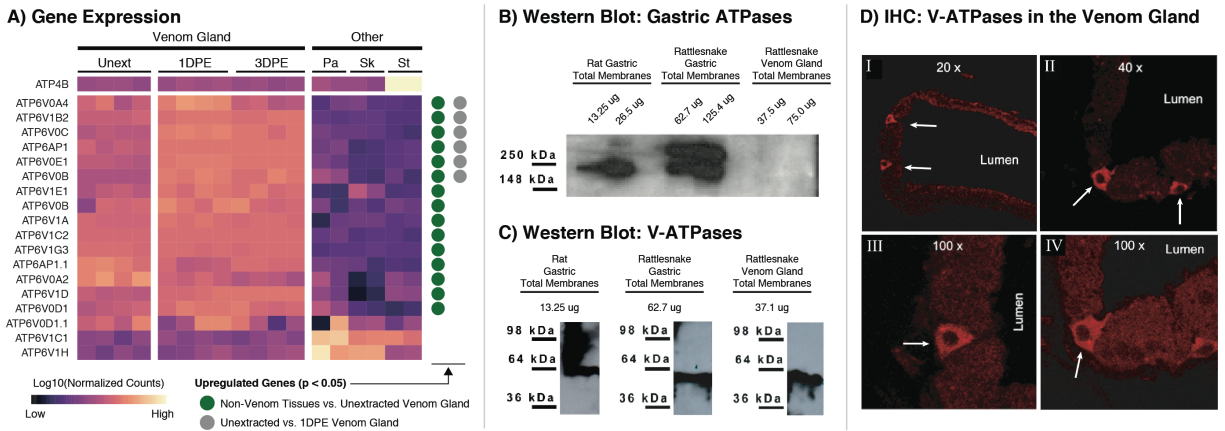 A) Gene Expression
Venom Gland
Other
Unext
1DPE
3DPE
Pa
Sk
St
ATP4B
ATP6V0A4
ATP6V1B2
ATP6V0C
ATP6AP1
ATP6V0E1
ATP6V0B
ATP6V1E1
ATP6V0B
ATP6V1A
ATP6V1C2
ATP6V1G3
ATP6AP1.1
ATP6V0A2
ATP6V1D
ATP6V0D1
ATP6V0D1.1
ATP6V1C1
ATP6V1H
Log10(Normalized Counts)
Low
High
Upregulated Genes (p < 0.05)
Non-Venom Tissues vs. Unextracted Venom Gland
Unextracted vs. 1DPE Venom Gland
B) Western Blot: Gastric ATPases
Rat Gastric
Total Membranes
Rattlesnake
Gastric
Total Membranes
Rattlesnake
Venom Gland
Total Membranes
13.25 ug
26.5 ug
62.7 ug
125.4 ug
37.5 ug
75.0 ug
250 kDa
148 kDa
C) Western Blot: V-ATPases
Rat
Gastric
Total Membranes
Rattlesnake
Gastric
Total Membranes
Rattlesnake
Venom Gland
Total Membranes
13.25 ug
62.7 ug
37.1 ug
98 kDa
64 kDa
36 kDa
98 kDa
64 kDa
36 kDa
98 kDa
64 kDa
36 kDa
D) IHC: V-ATPases in the Venom Gland
I
20 x
Lumen
II
40 x
Lumen
III
100 x
Lumen
IV
100 x
Lumen